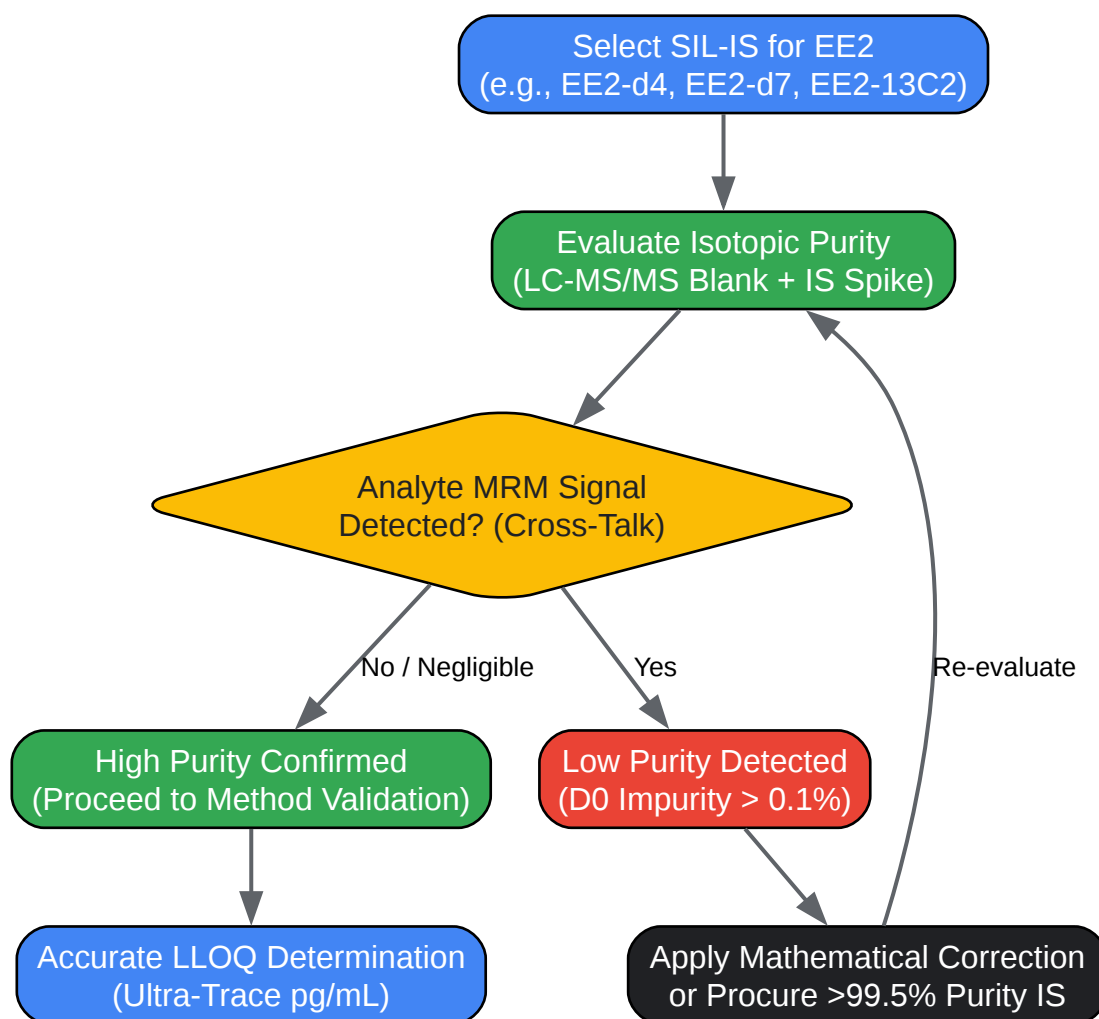 Select SIL-IS for EE2
(e.g., EE2-d4, EE2-d7, EE2-13C2)
Evaluate Isotopic Purity
(LC-MS/MS Blank + IS Spike)
Analyte MRM Signal
Detected? (Cross-Talk)
No / Negligible
Yes
Re-evaluate
High Purity Confirmed
(Proceed to Method Validation)
Low Purity Detected
(D0 Impurity > 0.1%)
Accurate LLOQ Determination
(Ultra-Trace pg/mL)
Apply Mathematical Correction
or Procure >99.5% Purity IS